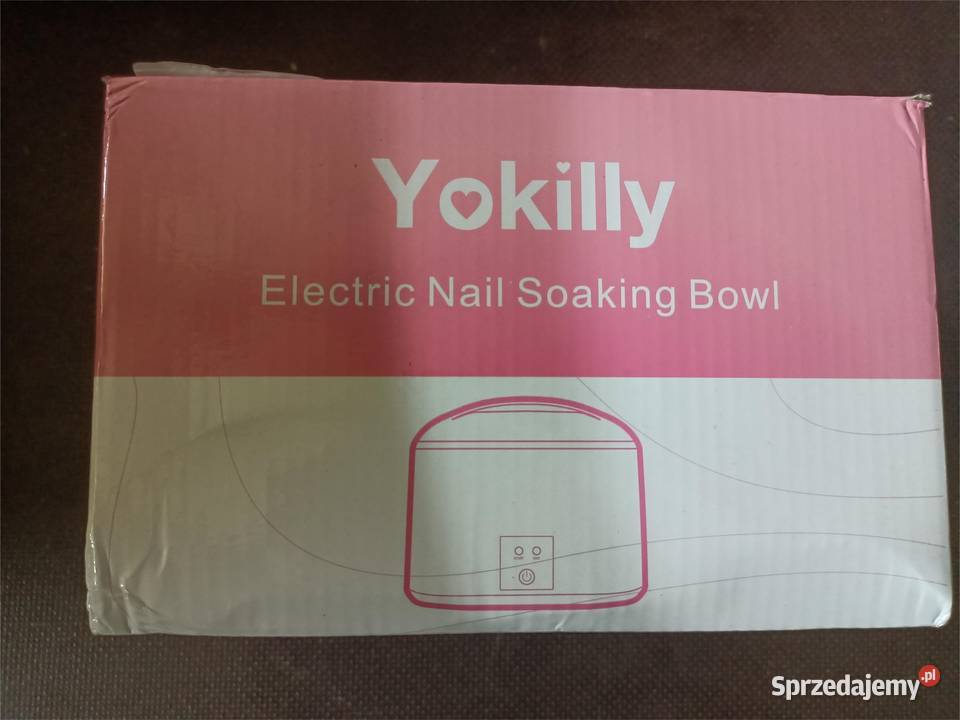 Yokilly
Electric Nail Soaking Bowl
Sprzedajemy.pl